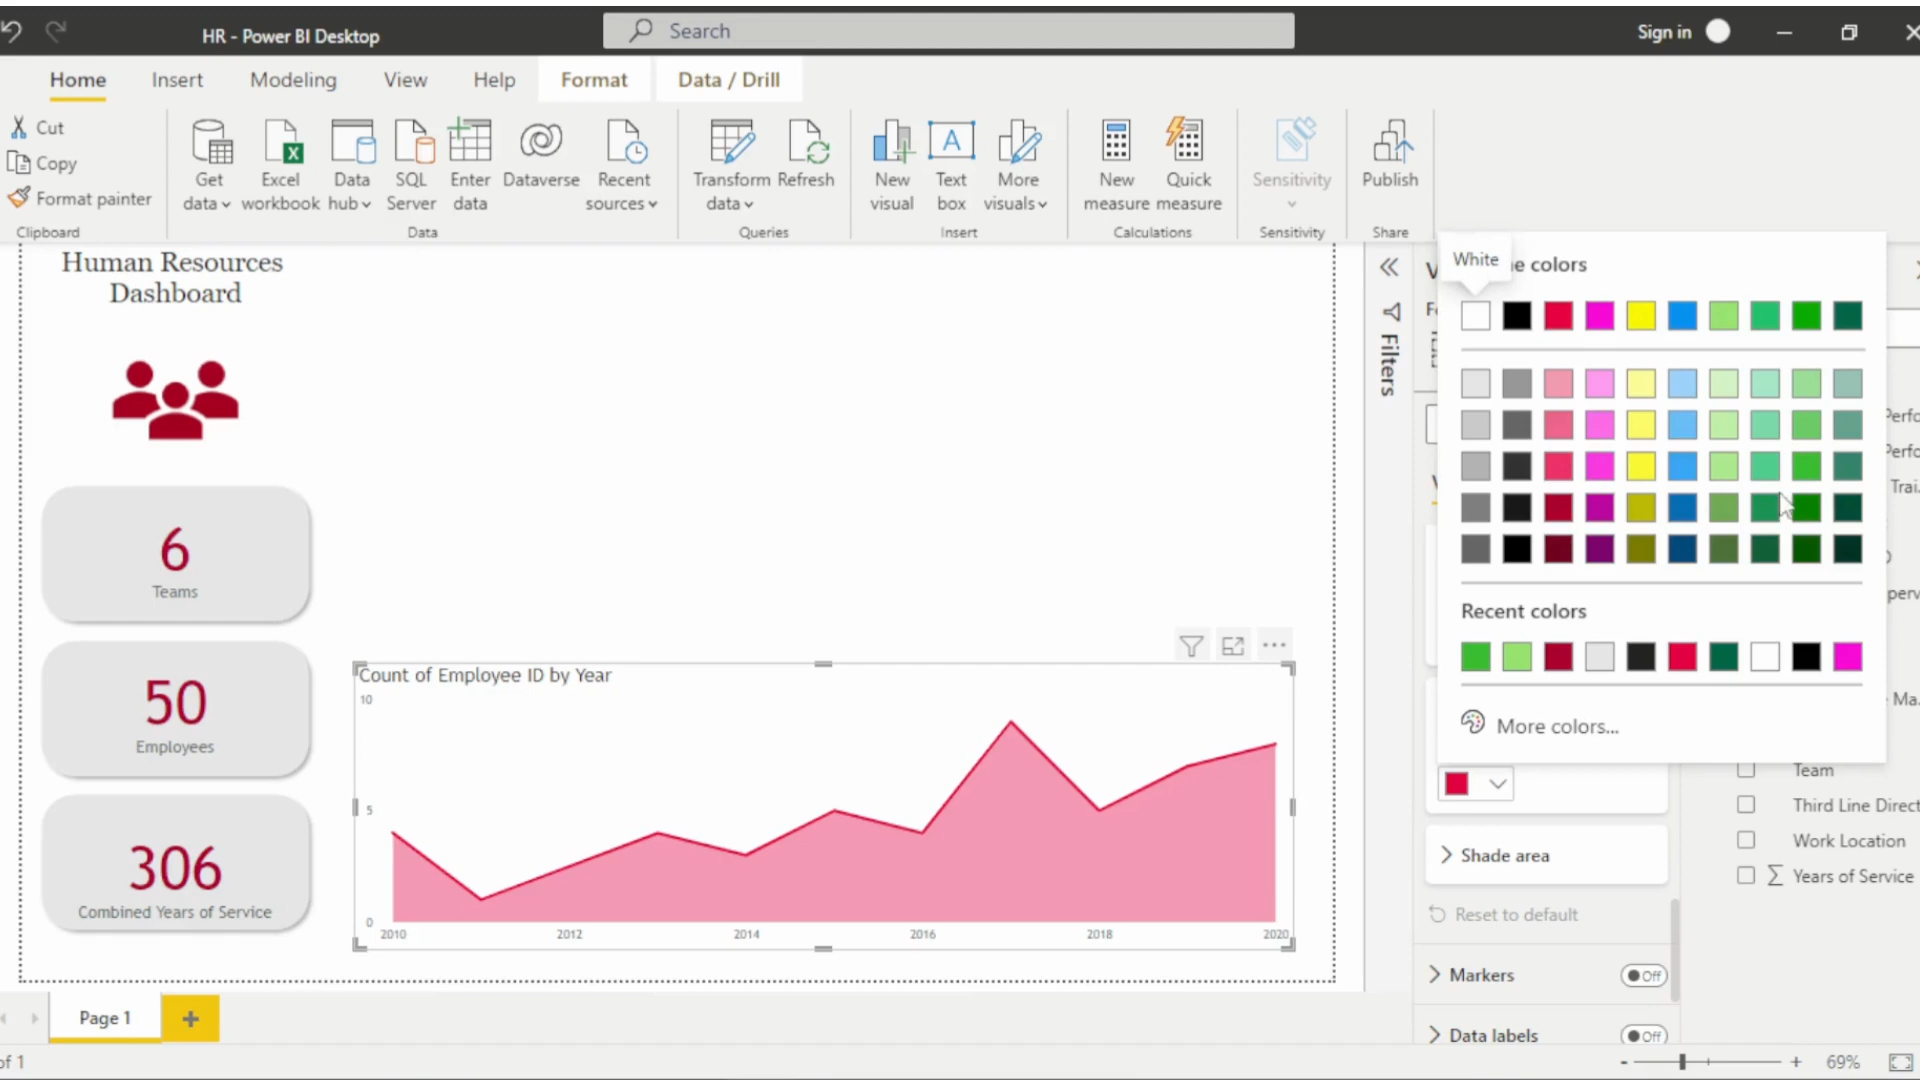 HR - Power BI Desktop
Search
Sign in
Home
Insert
Modeling
View
Help
Format
Data / Drill
Cut
Copy
Format painter
Clipboard
Get
data
Excel
workbook
Data
hub
SQL
Server
Enter
data
Dataverse
Recent
sources
Data
Transform
data
Refresh
Queries
New
visual
Text
box
More
visuals
Insert
New
measure
Quick
measure
Calculations
Sensitivity
Sensitivity
Publish
Share
Human Resources
Dashboard
6
Teams
50
Employees
306
Combined Years of Service
Count of Employee ID by Year
10
5
0
2010
2012
2014
2016
2018
2020
Filters
White
e colors
Recent colors
More colors...
Perfo
Perfo
Trai.
perv
Ma.
Team
Third Line Direct
Work Location
Years of Service
Shade area
Reset to default
Markers
Off
Data labels
Off
Page 1
of 1
- + 69%